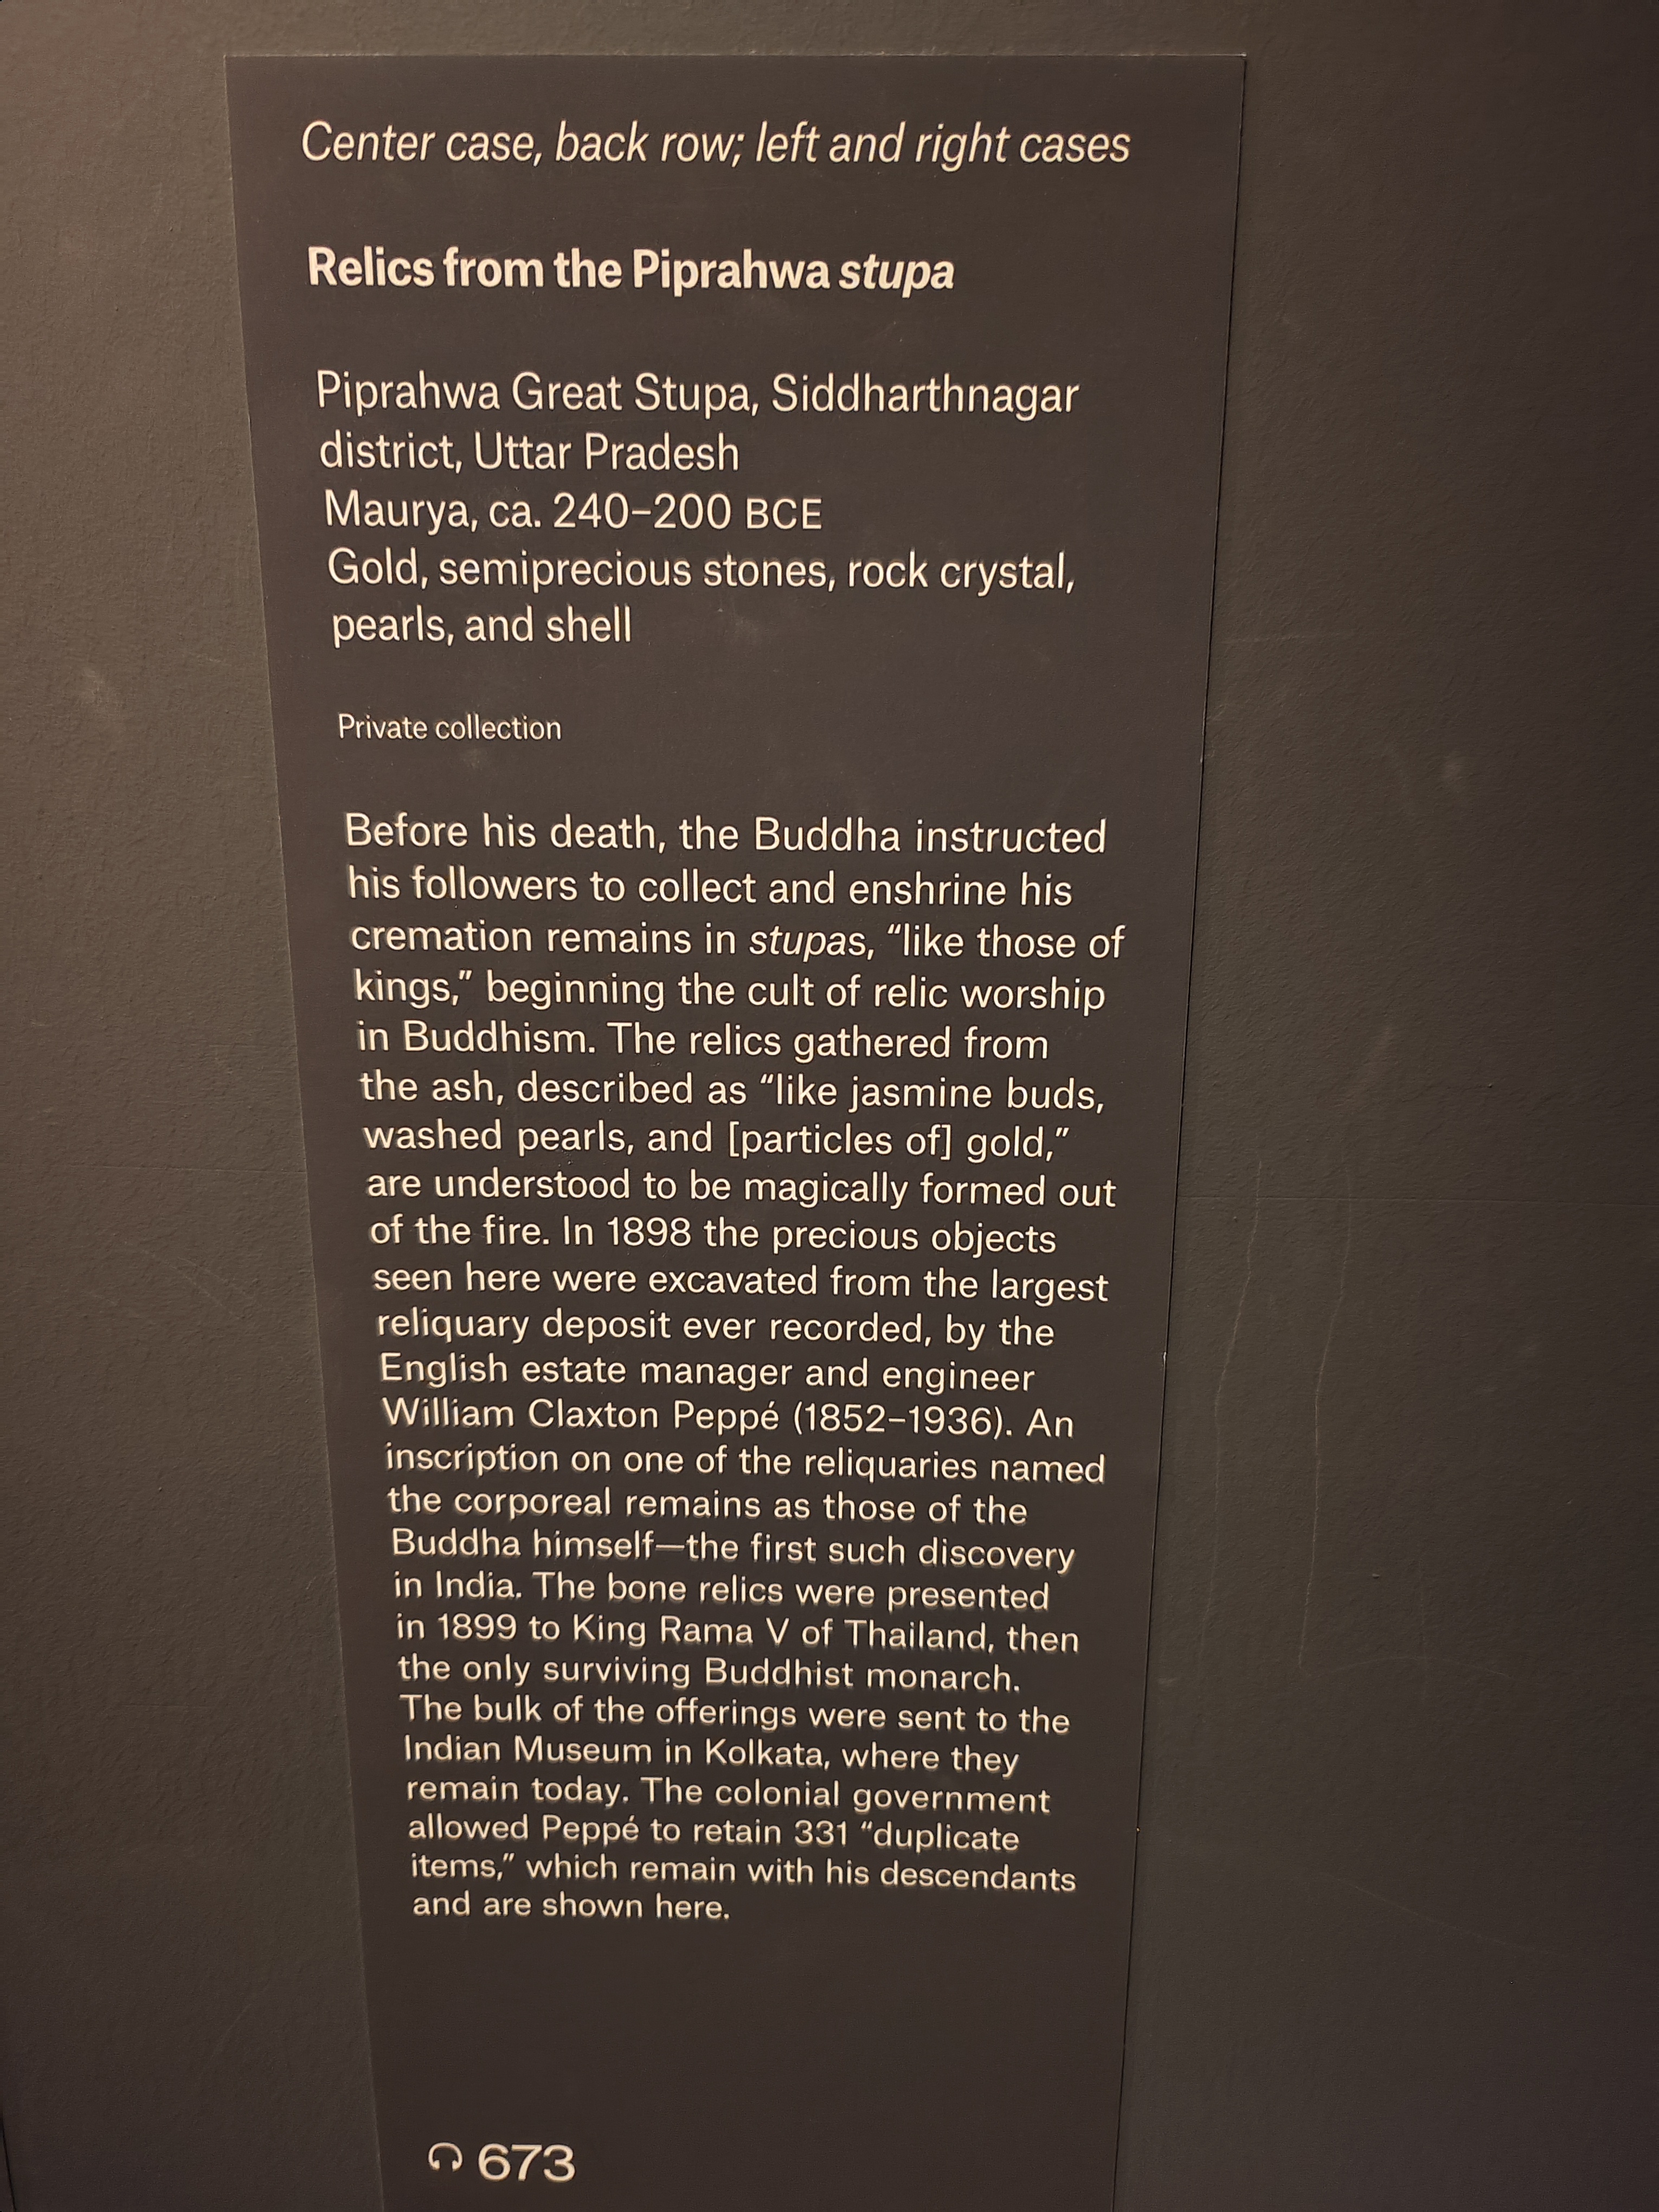 Center case, back row; left and right cases
Relics from the Piprahwa stupa
Piprahwa Great Stupa, Siddharthnagar
district, Uttar Pradesh
Maurya, ca. 240–200 BCE
Gold, semiprecious stones, rock crystal,
pearls, and shell
Private collection
Before his death, the Buddha instructed
his followers to collect and enshrine his
cremation remains in stupas, “like those of
kings,” beginning the cult of relic worship
in Buddhism. The relics gathered from
the ash, described as “like jasmine buds,
washed pearls, and [particles of] gold,”
are understood to be magically formed out
of the fire. In 1898 the precious objects
seen here were excavated from the largest
reliquary deposit ever recorded, by the
English estate manager and engineer
William Claxton Peppé (1852–1936). An
inscription on one of the reliquaries named
the corporeal remains as those of the
Buddha himself—the first such discovery
in India. The bone relics were presented
in 1899 to King Rama V of Thailand, then
the only surviving Buddhist monarch.
The bulk of the offerings were sent to the
Indian Museum in Kolkata, where they
remain today. The colonial government
allowed Peppé to retain 331 “duplicate
items,” which remain with his descendants
and are shown here.
673